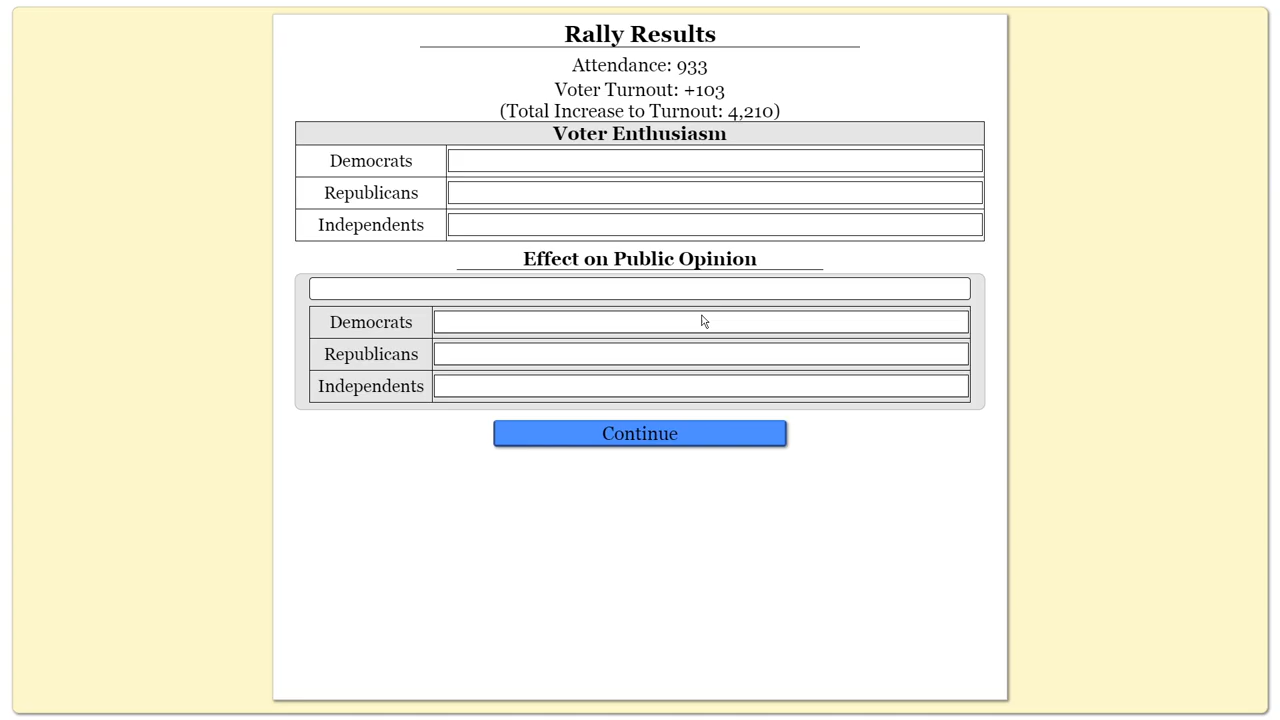 Rally Results
Attendance: 933
Voter Turnout: +103
(Total Increase to Turnout: 4,210)
Voter Enthusiasm
Democrats
Republicans
Independents
Effect on Public Opinion
Democrats
Republicans
Independents
Continue